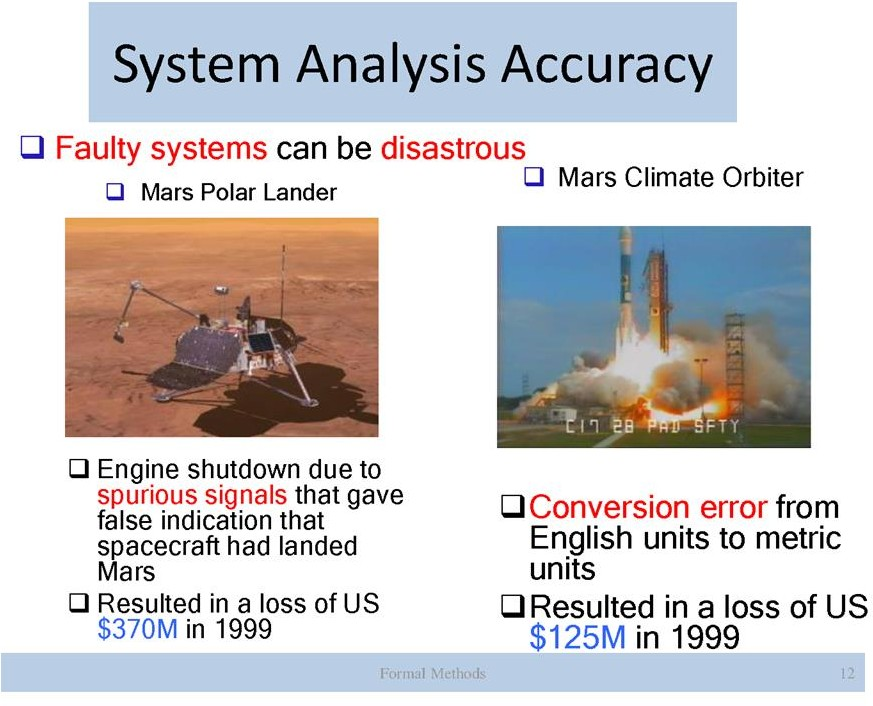 System Analysis Accuracy
❑ Faulty systems can be disastrous
❑ Mars Polar Lander
❑ Mars Climate Orbiter
C17 28 PAD SFTY
❑ Engine shutdown due to
spurious signals that gave
false indication that
spacecraft had landed
Mars
❑ Resulted in a loss of US
$370M in 1999
❑Conversion error from
English units to metric
units
❑Resulted in a loss of US
$125M in 1999
Formal Methods
12